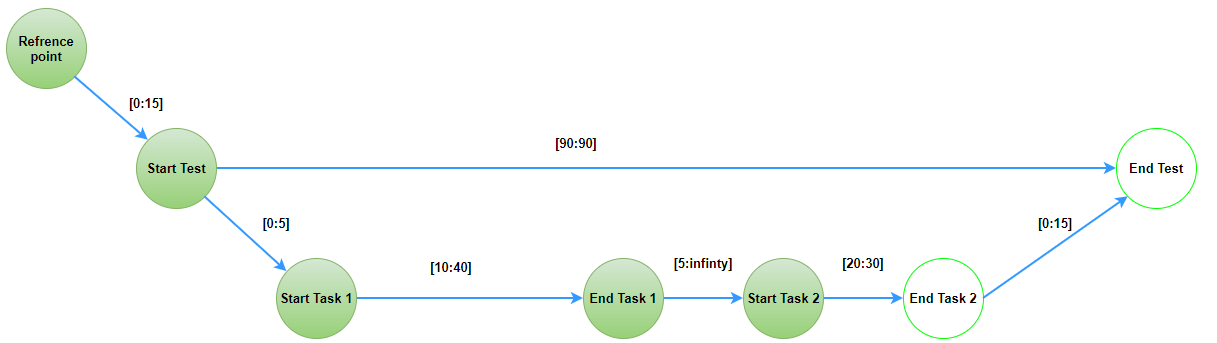 Refrence
point
[0:15]
[90:90]
Start Test
End Test
[0:5]
[0:15]
[10:40]
[5:infinty]
[20:30]
Start Task 1
End Task 1
Start Task 2
End Task 2